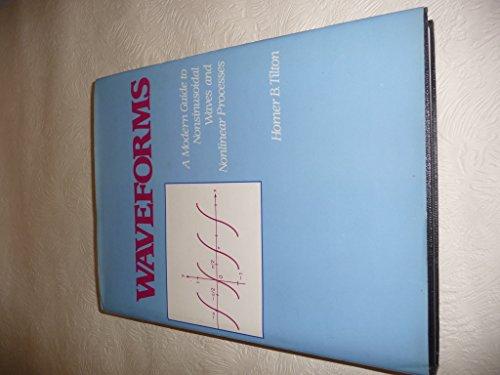 WAVEFORMS
A Modern Guide to
Nonsinusoidal
Waves and
Nonlinear Processes
Homer B. Tilton